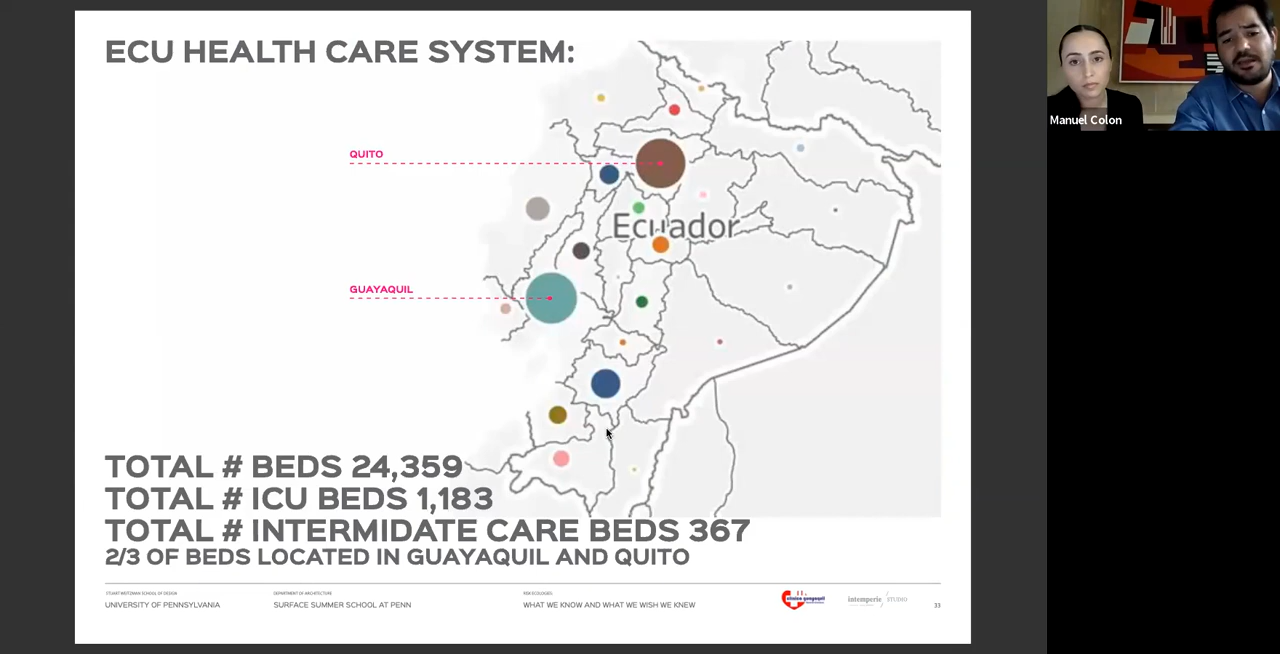 ECU HEALTH CARE SYSTEM:
Manuel Colon
QUITO
Ecuador
GUAYAQUIL
TOTAL # BEDS 24,359
TOTAL # ICU BEDS 1,183
TOTAL # INTERMIDATE CARE BEDS 367
2/3 OF BEDS LOCATED IN GUAYAQUIL AND QUITO
STUART WEITZMAN SCHOOL OF DESIGN
UNIVERSITY OF PENNSYLVANIA
DEPARTMENT OF ARCHITECTURE
SURFACE SUMMER SCHOOL AT PENN
RISK ECOLOGIES:
WHAT WE KNOW AND WHAT WE WISH WE KNEW
clínica guayaquil
intemperie STUDIO
33